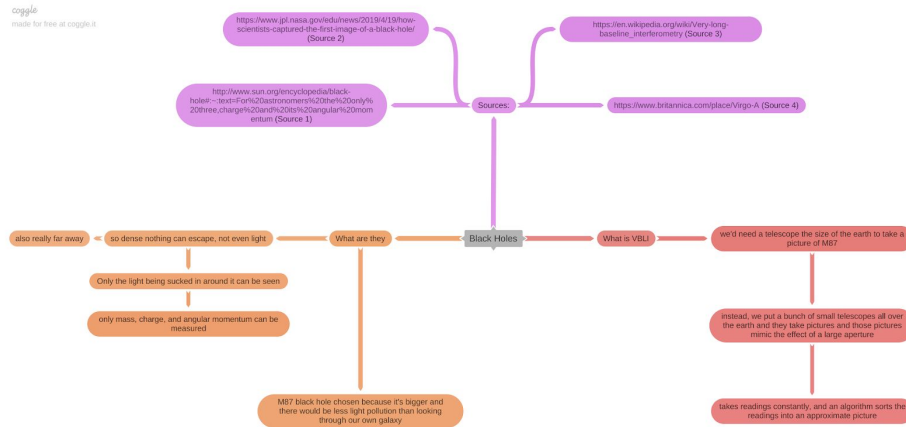 coggle
made for free at coggle.it
https://www.jpl.nasa.gov/edu/news/2019/4/19/how-
scientists-captured-the-first-image-of-a-black-hole/
(Source 2)
https://en.wikipedia.org/wiki/Very-long-
baseline_interferometry (Source 3)
http://www.sun.org/encyclopedia/black-
hole#:~:text=For%20astronomers%20the%20only%
20three,charge%20and%20its%20angular%20mom
entum (Source 1)
Sources:
https://www.britannica.com/place/Virgo-A (Source 4)
also really far away
so dense nothing can escape, not even light
What are they
Black Holes
What is VBLI
we'd need a telescope the size of the earth to take a
picture of M87
Only the light being sucked in around it can be seen
only mass, charge, and angular momentum can be
measured
instead, we put a bunch of small telescopes all over
the earth and they take pictures and those pictures
mimic the effect of a large aperture
M87 black hole chosen because it's bigger and
there would be less light pollution than looking
through our own galaxy
takes readings constantly, and an algorithm sorts the
readings into an approximate picture